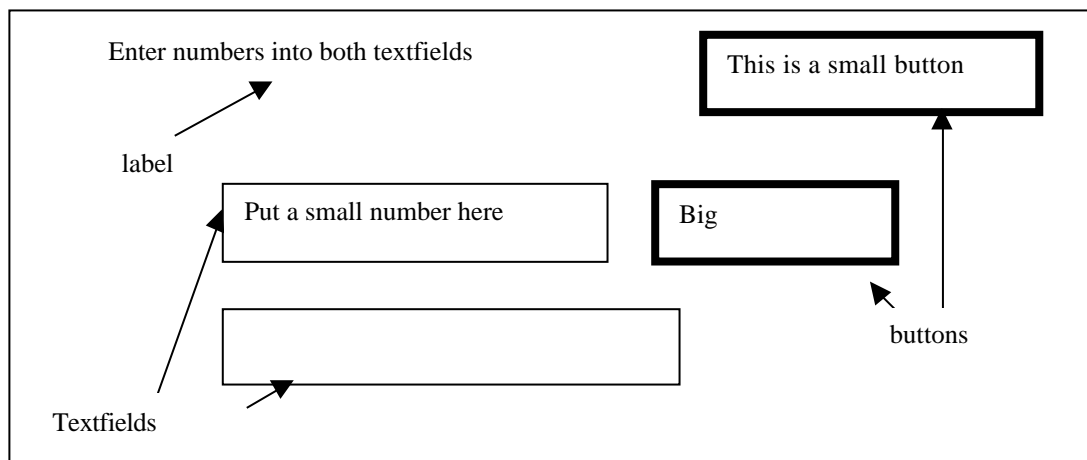 Enter numbers into both textfields
This is a small button
label
Put a small number here
Big
buttons
Textfields